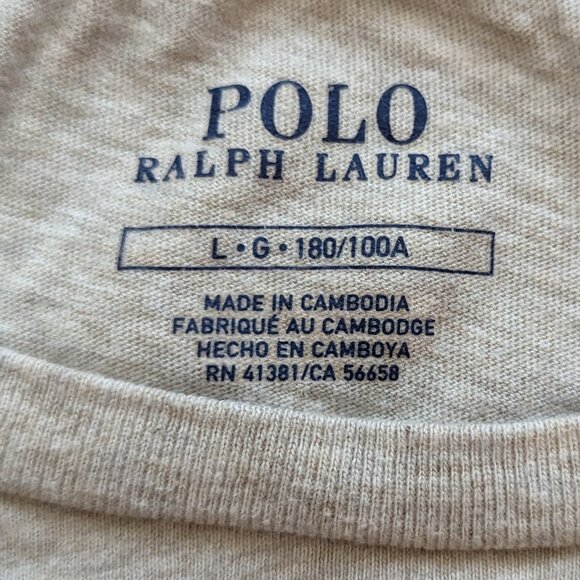 POLO
RALPH LAUREN
L • G • 180/100A
MADE IN CAMBODIA
FABRIQUÉ AU CAMBODGE
HECHO EN CAMBOYA
RN 41381/CA 56658